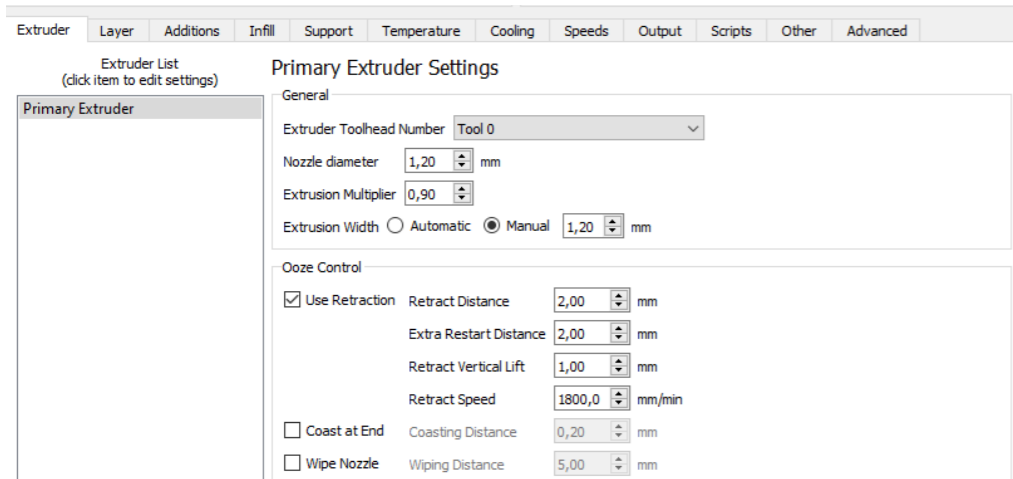 Extruder Layer Additions Infill Support Temperature Cooling Speeds Output Scripts Other Advanced
Extruder List
(click item to edit settings)
Primary Extruder
Primary Extruder Settings
General
Extruder Toolhead Number Tool 0
Nozzle diameter 1,20 mm
Extrusion Multiplier 0,90
Extrusion Width Automatic Manual 1,20 mm
Ooze Control
Use Retraction Retract Distance 2,00 mm
Extra Restart Distance 2,00 mm
Retract Vertical Lift 1,00 mm
Retract Speed 1800,0 mm/min
Coast at End Coasting Distance 0,20 mm
Wipe Nozzle Wiping Distance 5,00 mm